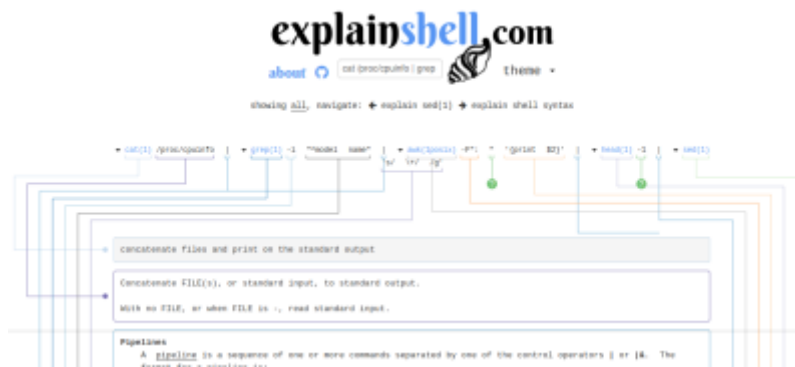 explainshell.com
about cat /proc/cpuinfo | grep theme
showing all, navigate: ← explain sed(1) → explain shell syntax
cat(1) /proc/cpuinfo | grep(1) -i "^model name" | awk(1posix) -F": " '{print $2}' | head(1) -1 | sed(1)
concatenate files and print on the standard output
Concatenate FILE(s), or standard input, to standard output.
With no FILE, or when FILE is -, read standard input.
Pipelines
A pipeline is a sequence of one or more commands separated by one of the control operators | or |&. The
format for a pipeline is: